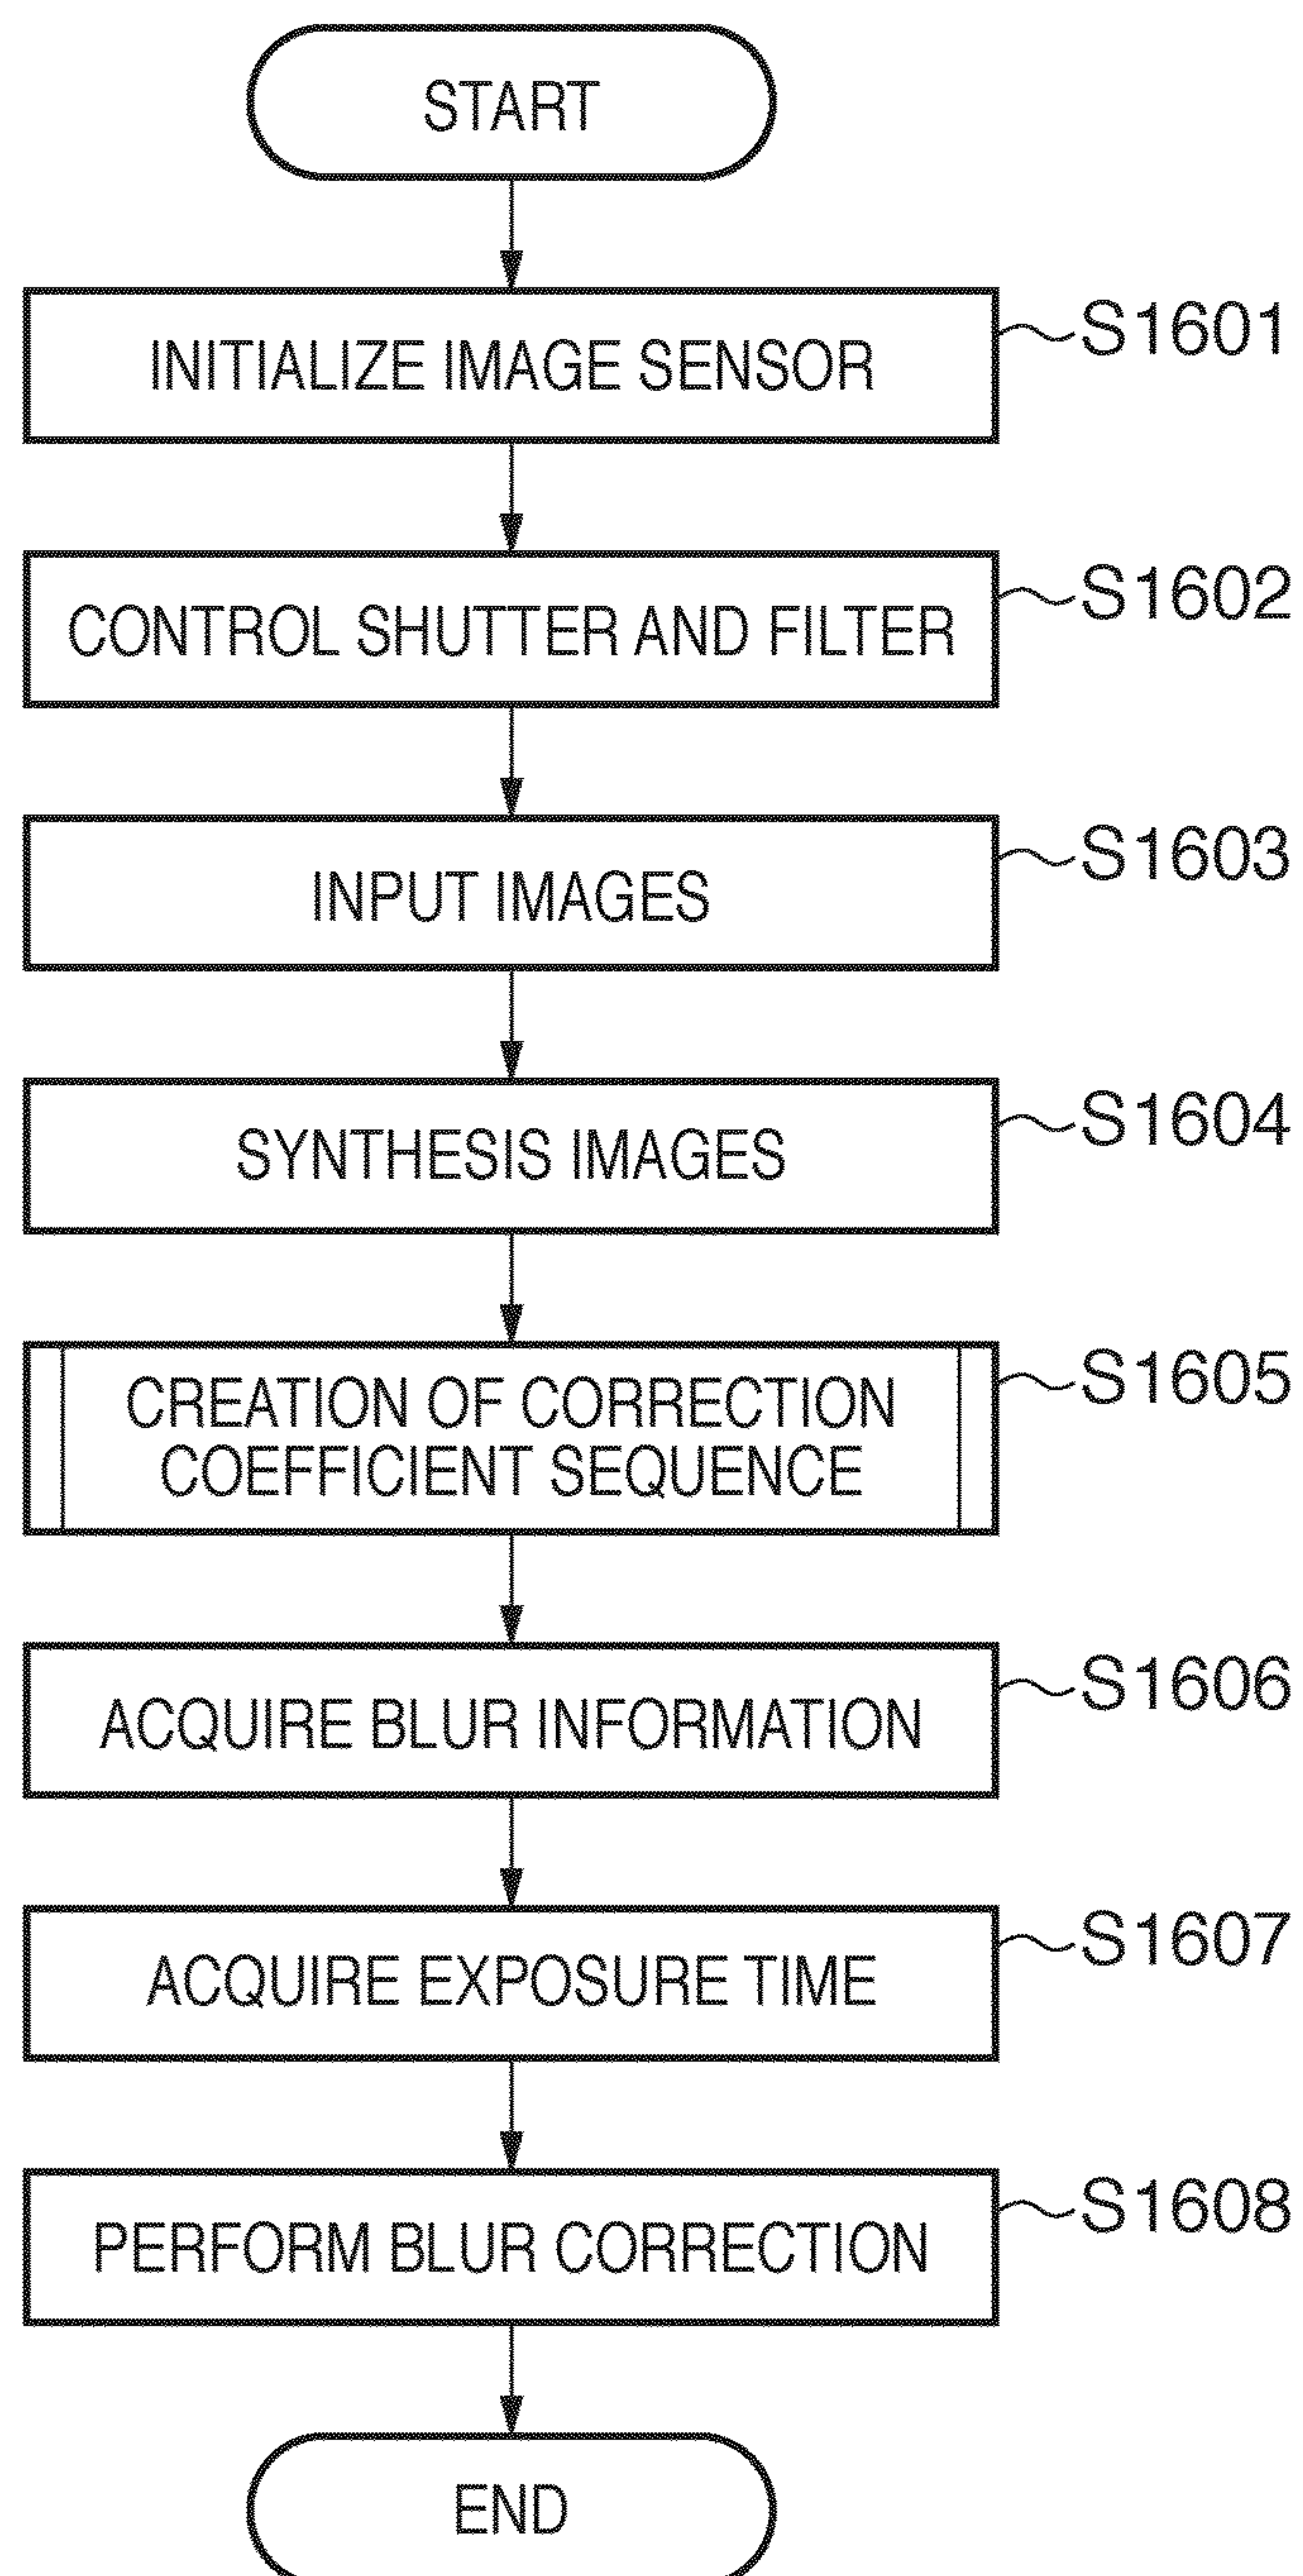 START
INITIALIZE IMAGE SENSOR
S1601
CONTROL SHUTTER AND FILTER
S1602
INPUT IMAGES
S1603
SYNTHESIS IMAGES
S1604
CREATION OF CORRECTION
COEFFICIENT SEQUENCE
S1605
ACQUIRE BLUR INFORMATION
S1606
ACQUIRE EXPOSURE TIME
S1607
PERFORM BLUR CORRECTION
S1608
END